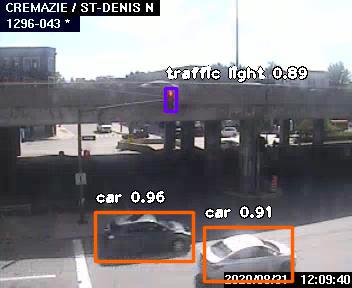 CREMAZIE / ST-DENIS N
1296-043 *
traffic light 0.89
car 0.96
car 0.91
2020/08/21 12:09:40